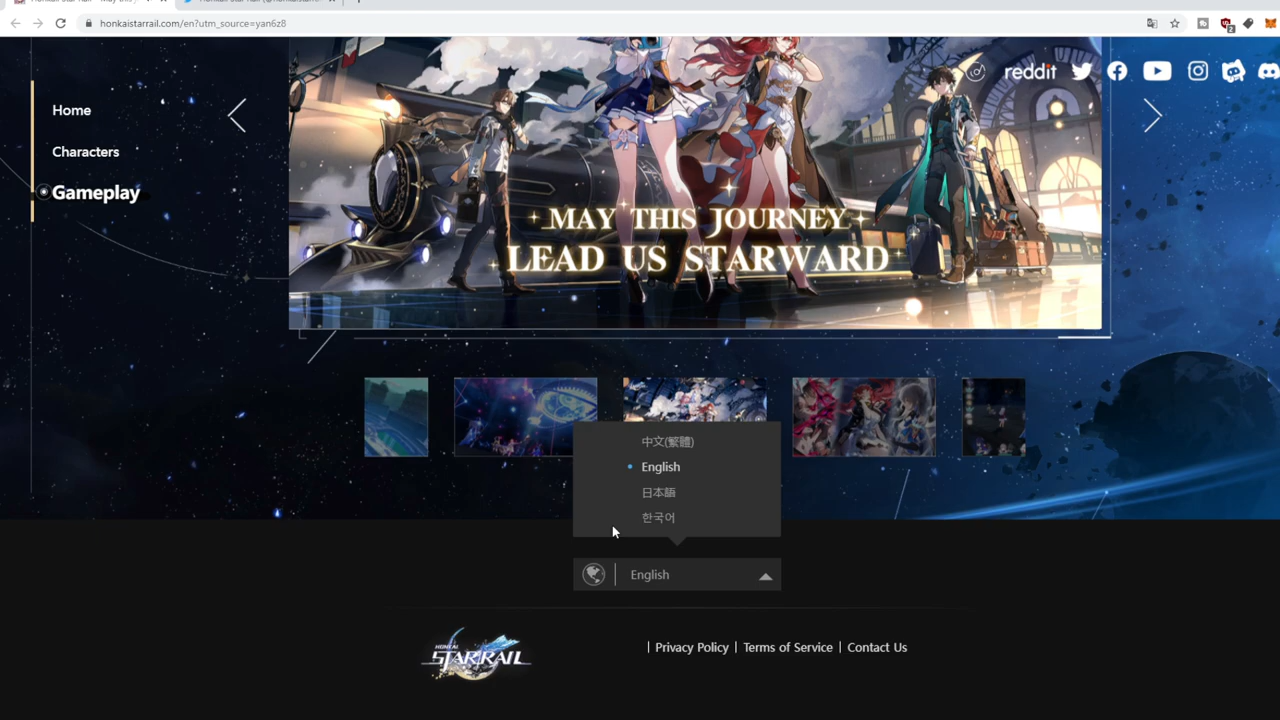 honkaistarrail.com/en?utm_source=yan6z8
reddit
Home
Characters
Gameplay
MAY THIS JOURNEY
LEAD US STARWARD
中文(繁體)
English
日本語
한국어
English
HONKAI
STAR RAIL
Privacy Policy
Terms of Service
Contact Us